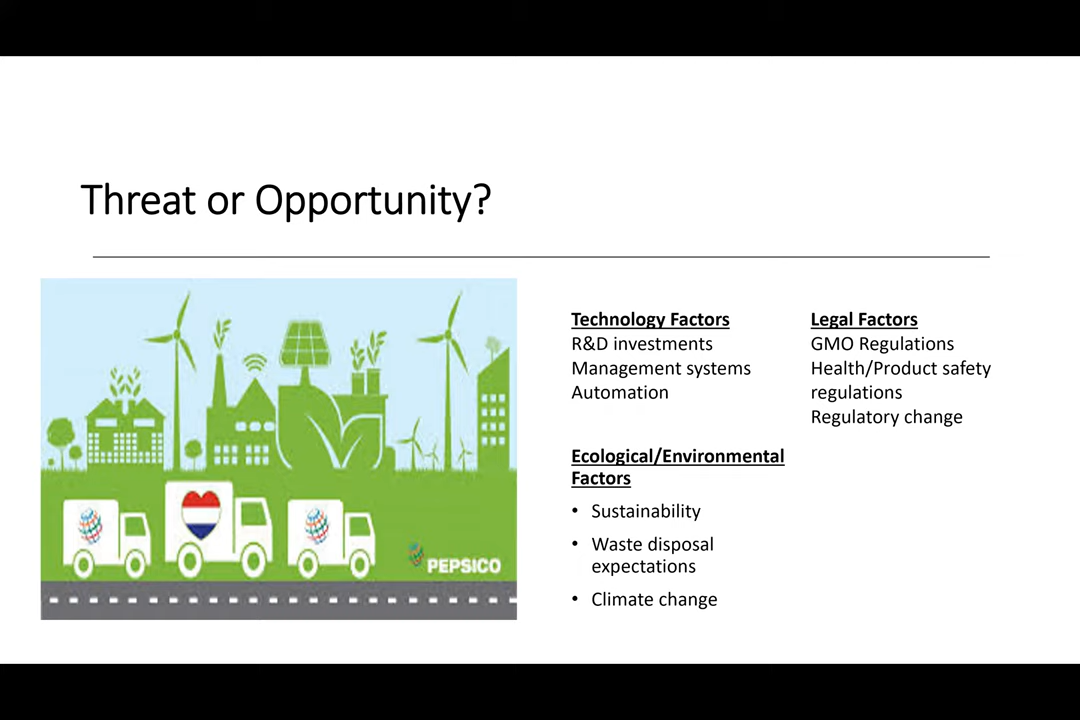 Threat or Opportunity?
PEPSICO
Technology Factors
R&D investments
Management systems
Automation
Ecological/Environmental
Factors
• Sustainability
• Waste disposal
expectations
• Climate change
Legal Factors
GMO Regulations
Health/Product safety
regulations
Regulatory change